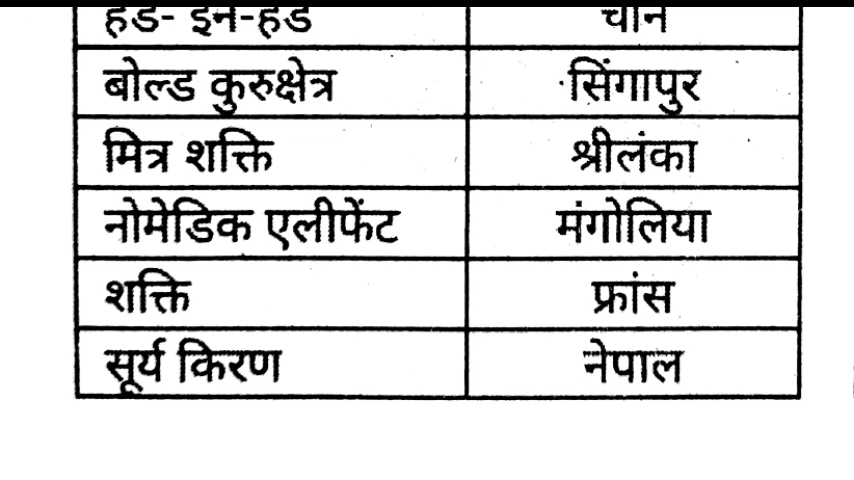 हैंड- इन-हैंड चीन
बोल्ड कुरुक्षेत्र सिंगापुर
मित्र शक्ति श्रीलंका
नोमेडिक एलीफेंट मंगोलिया
शक्ति फ्रांस
सूर्य किरण नेपाल